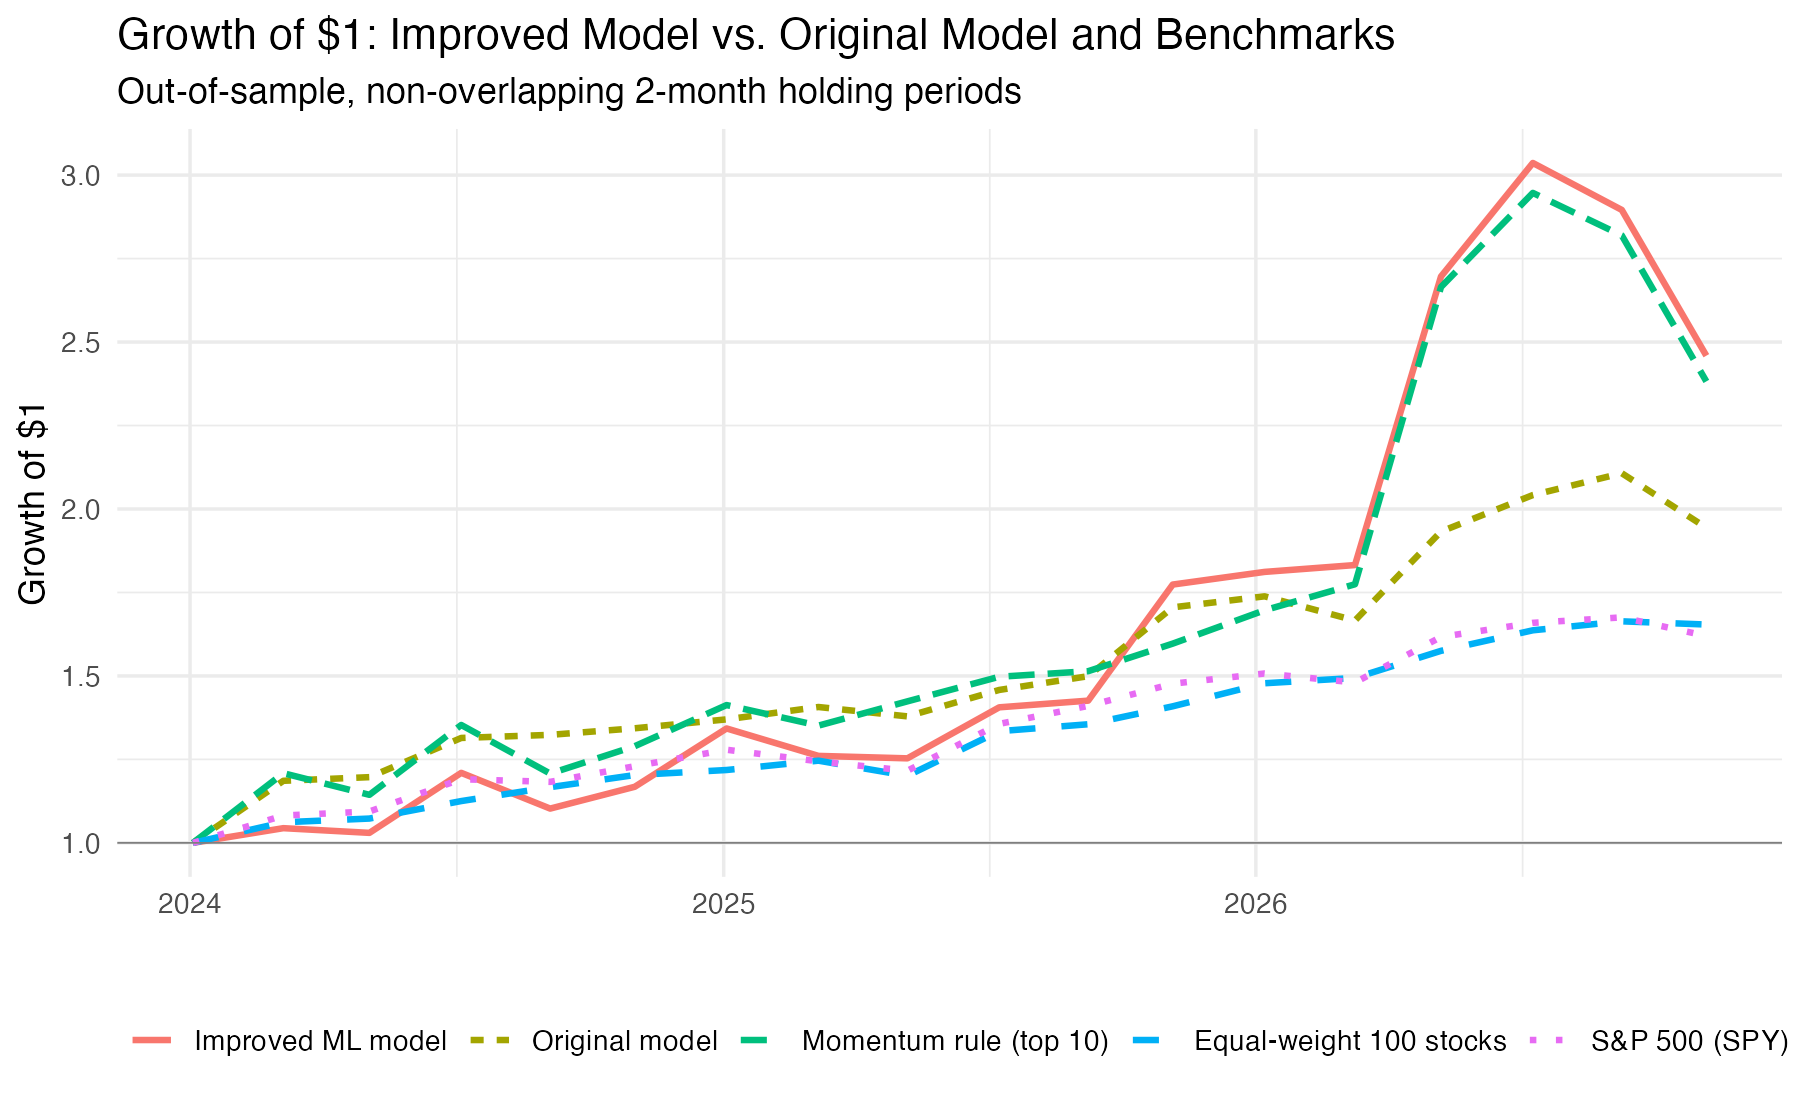 Growth of $1: Improved Model vs. Original Model and Benchmarks
Out-of-sample, non-overlapping 2-month holding periods
Growth of $1
3.0
2.5
2.0
1.5
1.0
2024 2025 2026
Improved ML model Original model Momentum rule (top 10) Equal-weight 100 stocks S&P 500 (SPY)